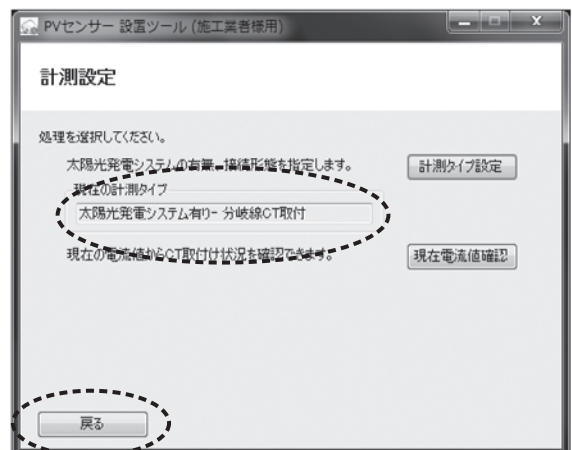 PVセンサー 設置ツール (施工業者様用)
計測設定
処理を選択してください。
太陽光発電システムの有無・接続形態を指定します。
計測タイプ設定
現在の計測タイプ
太陽光発電システム有り- 分岐線CT取付
現在の電流値からCT取付け状況を確認できます。
現在電流値確認
戻る